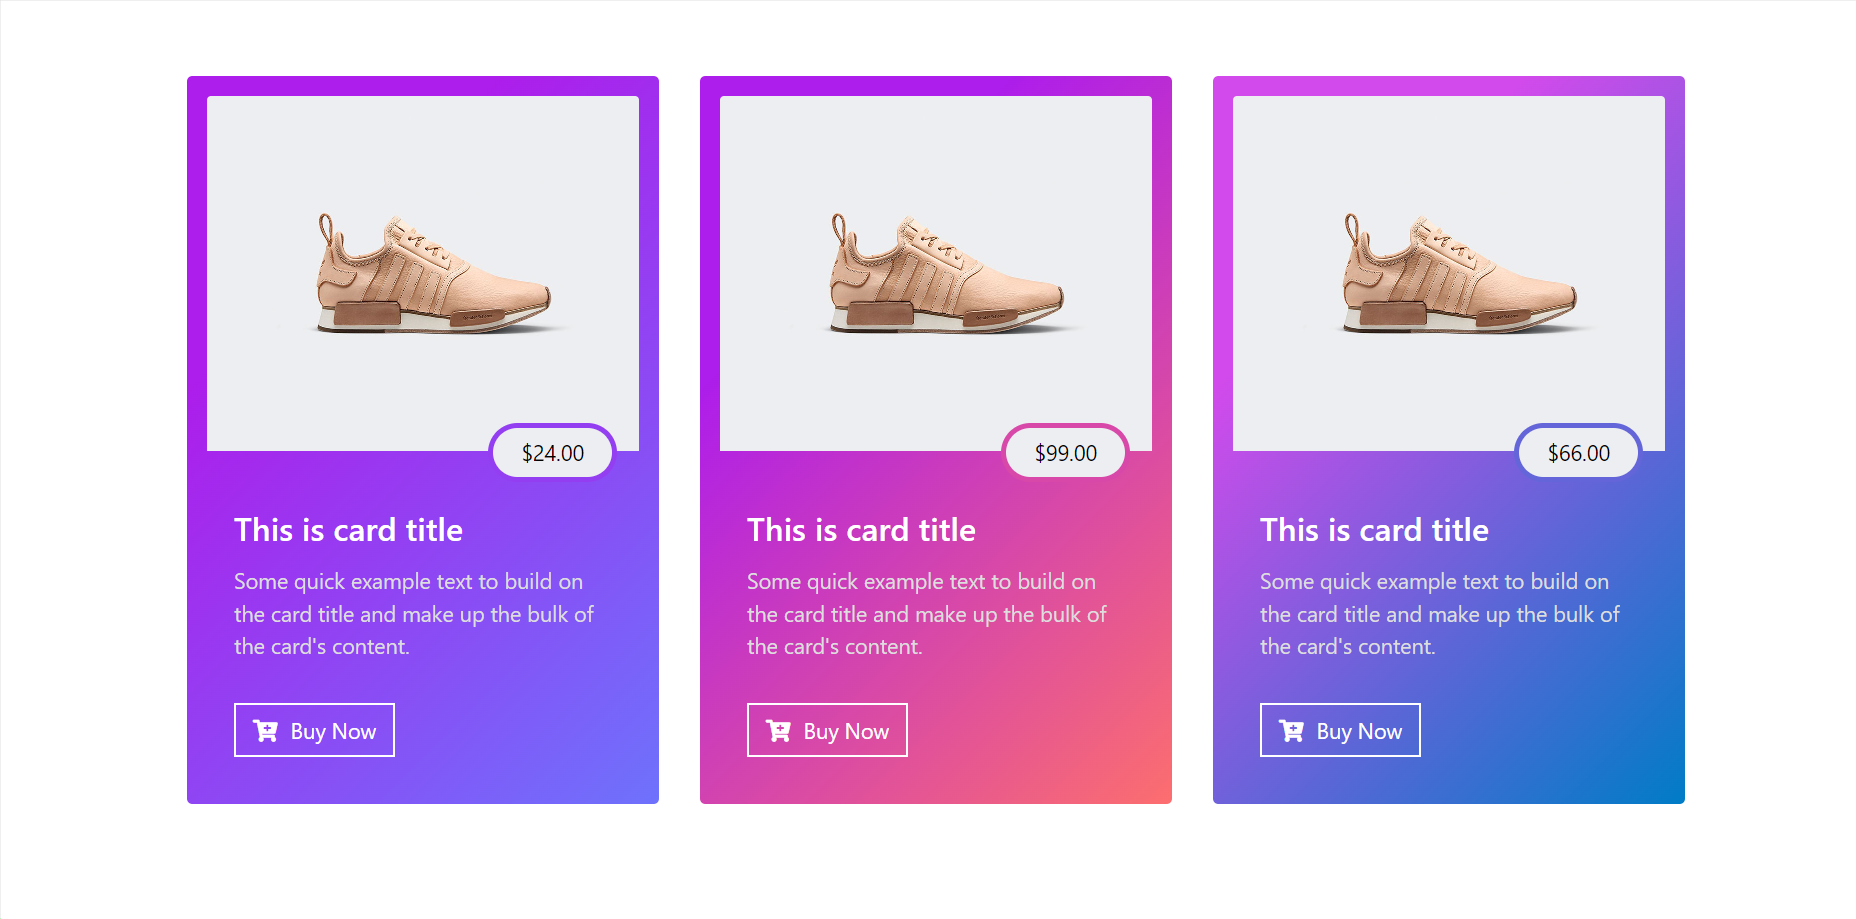 $24.00
This is card title
Some quick example text to build on
the card title and make up the bulk of
the card's content.
Buy Now
$99.00
This is card title
Some quick example text to build on
the card title and make up the bulk of
the card's content.
Buy Now
$66.00
This is card title
Some quick example text to build on
the card title and make up the bulk of
the card's content.
Buy Now